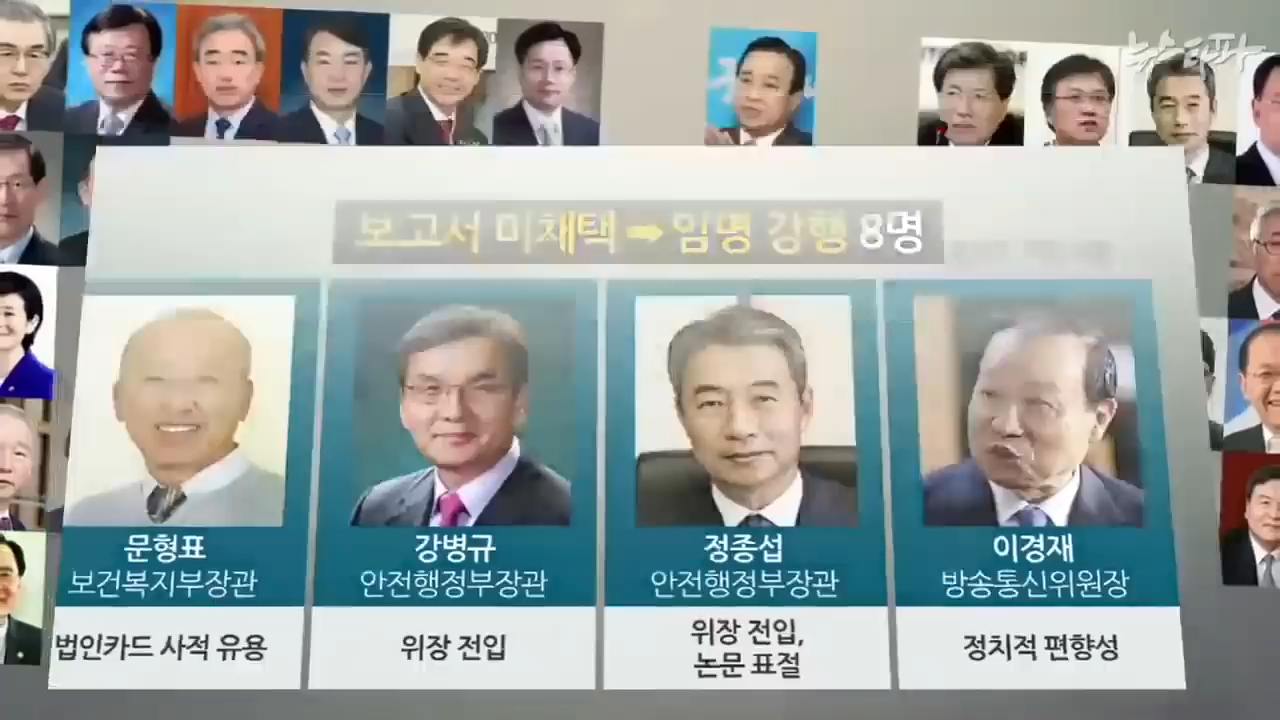 뉴스타파
보고서 미채택 ➡ 임명 강행 8명
문형표
보건복지부장관
법인카드 사적 유용
강병규
안전행정부장관
위장 전입
정종섭
안전행정부장관
위장 전입,
논문 표절
이경재
방송통신위원장
정치적 편향성